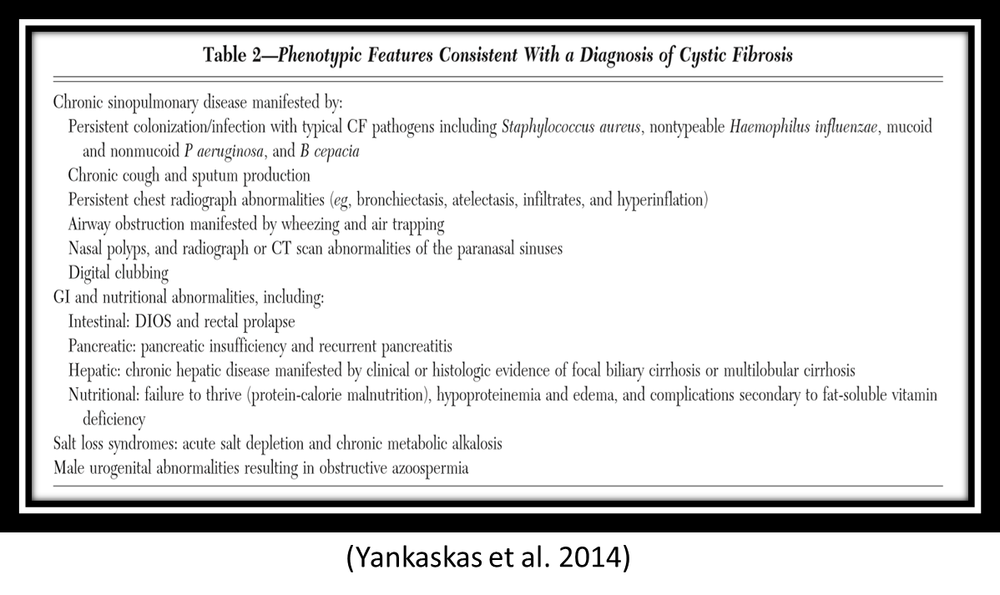 Table 2—Phenotypic Features Consistent With a Diagnosis of Cystic Fibrosis
Chronic sinopulmonary disease manifested by:
Persistent colonization/infection with typical CF pathogens including Staphylococcus aureus, nontypeable Haemophilus influenzae, mucoid
and nonmucoid P aeruginosa, and B cepacia
Chronic cough and sputum production
Persistent chest radiograph abnormalities (eg, bronchiectasis, atelectasis, infiltrates, and hyperinflation)
Airway obstruction manifested by wheezing and air trapping
Nasal polyps, and radiograph or CT scan abnormalities of the paranasal sinuses
Digital clubbing
GI and nutritional abnormalities, including:
Intestinal: DIOS and rectal prolapse
Pancreatic: pancreatic insufficiency and recurrent pancreatitis
Hepatic: chronic hepatic disease manifested by clinical or histologic evidence of focal biliary cirrhosis or multilobular cirrhosis
Nutritional: failure to thrive (protein-calorie malnutrition), hypoproteinemia and edema, and complications secondary to fat-soluble vitamin
deficiency
Salt loss syndromes: acute salt depletion and chronic metabolic alkalosis
Male urogenital abnormalities resulting in obstructive azoospermia
(Yankaskas et al. 2014)